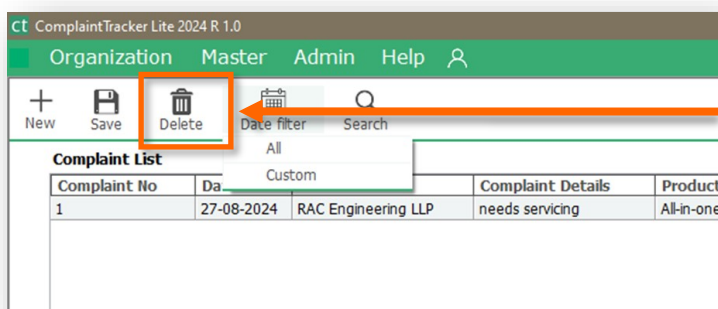 ct ComplaintTracker Lite 2024 R 1.0
Organization Master Admin Help
New Save Delete Date filter Search
All
Custom
Complaint List
Complaint No Complaint Details Product
1 27-08-2024 RAC Engineering LLP needs servicing All-in-one